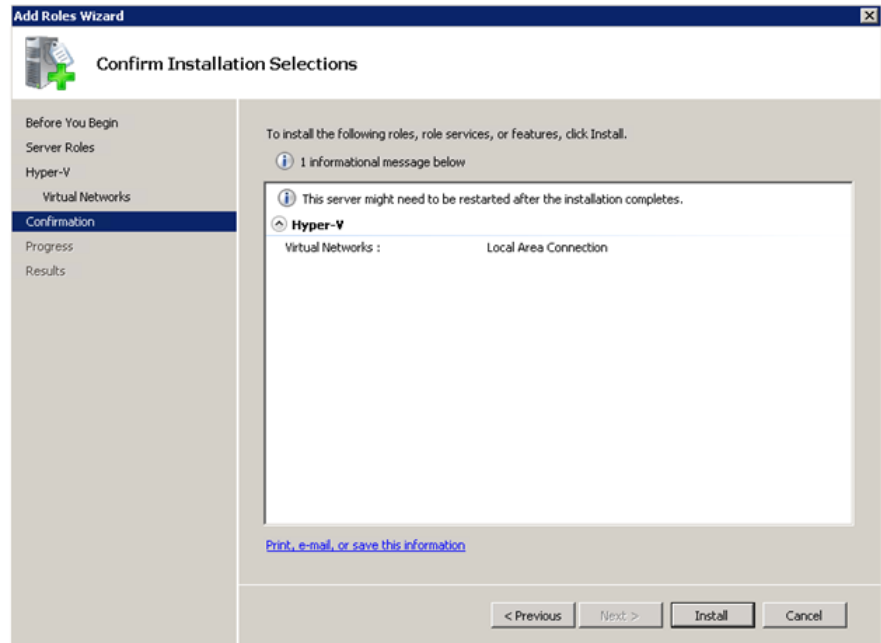 Add Roles Wizard
Confirm Installation Selections
Before You Begin
Server Roles
Hyper-V
Virtual Networks
Confirmation
Progress
Results
To install the following roles, role services, or features, click Install.
1 informational message below
This server might need to be restarted after the installation completes.
Hyper-V
Virtual Networks : Local Area Connection
Print, e-mail, or save this information
< Previous Next > Install Cancel